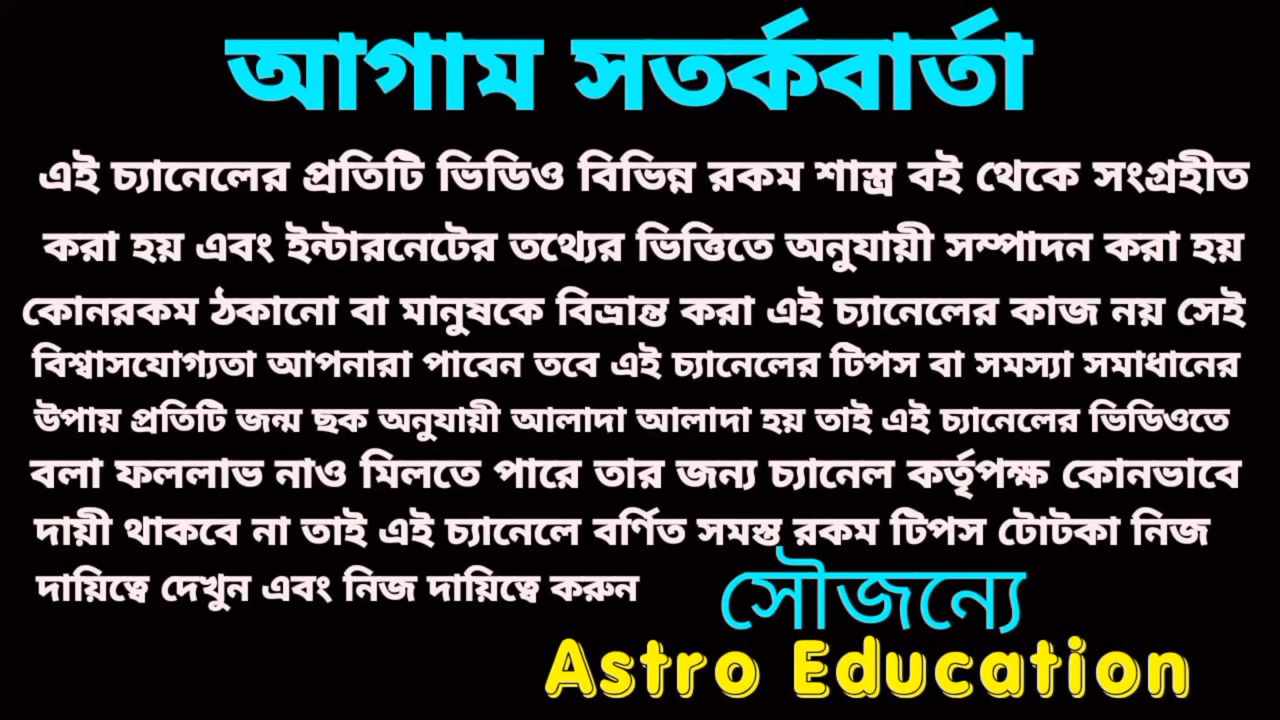 আগাম সতর্কবার্তা
এই চ্যানেলের প্রতিটি ভিডিও বিভিন্ন রকম শাস্ত্র বই থেকে সংগ্রহীত
করা হয় এবং ইন্টারনেটের তথ্যের ভিত্তিতে অনুযায়ী সম্পাদন করা হয়
কোনরকম ঠকানো বা মানুষকে বিভ্রান্ত করা এই চ্যানেলের কাজ নয় সেই
বিশ্বাসযোগ্যতা আপনারা পাবেন তবে এই চ্যানেলের টিপস বা সমস্যা সমাধানের
উপায় প্রতিটি জন্ম ছক অনুযায়ী আলাদা আলাদা হয় তাই এই চ্যানেলের ভিডিওতে
বলা ফললাভ নাও মিলতে পারে তার জন্য চ্যানেল কর্তৃপক্ষ কোনভাবে
দায়ী থাকবে না তাই এই চ্যানেলে বর্ণিত সমস্ত রকম টিপস টোটকা নিজ
দায়িত্বে দেখুন এবং নিজ দায়িত্বে করুন
সৌজন্যে
Astro Education